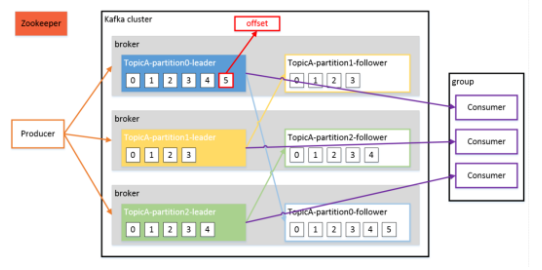 Zookeeper
Kafka cluster
offset
broker
TopicA-partition0-leader
0 1 2 3 4 5
TopicA-partition1-follower
0 1 2 3
broker
TopicA-partition1-leader
0 1 2 3
TopicA-partition2-follower
0 1 2 3 4
broker
TopicA-partition2-leader
0 1 2 3 4
TopicA-partition0-follower
0 1 2 3 4 5
Producer
group
Consumer
Consumer
Consumer